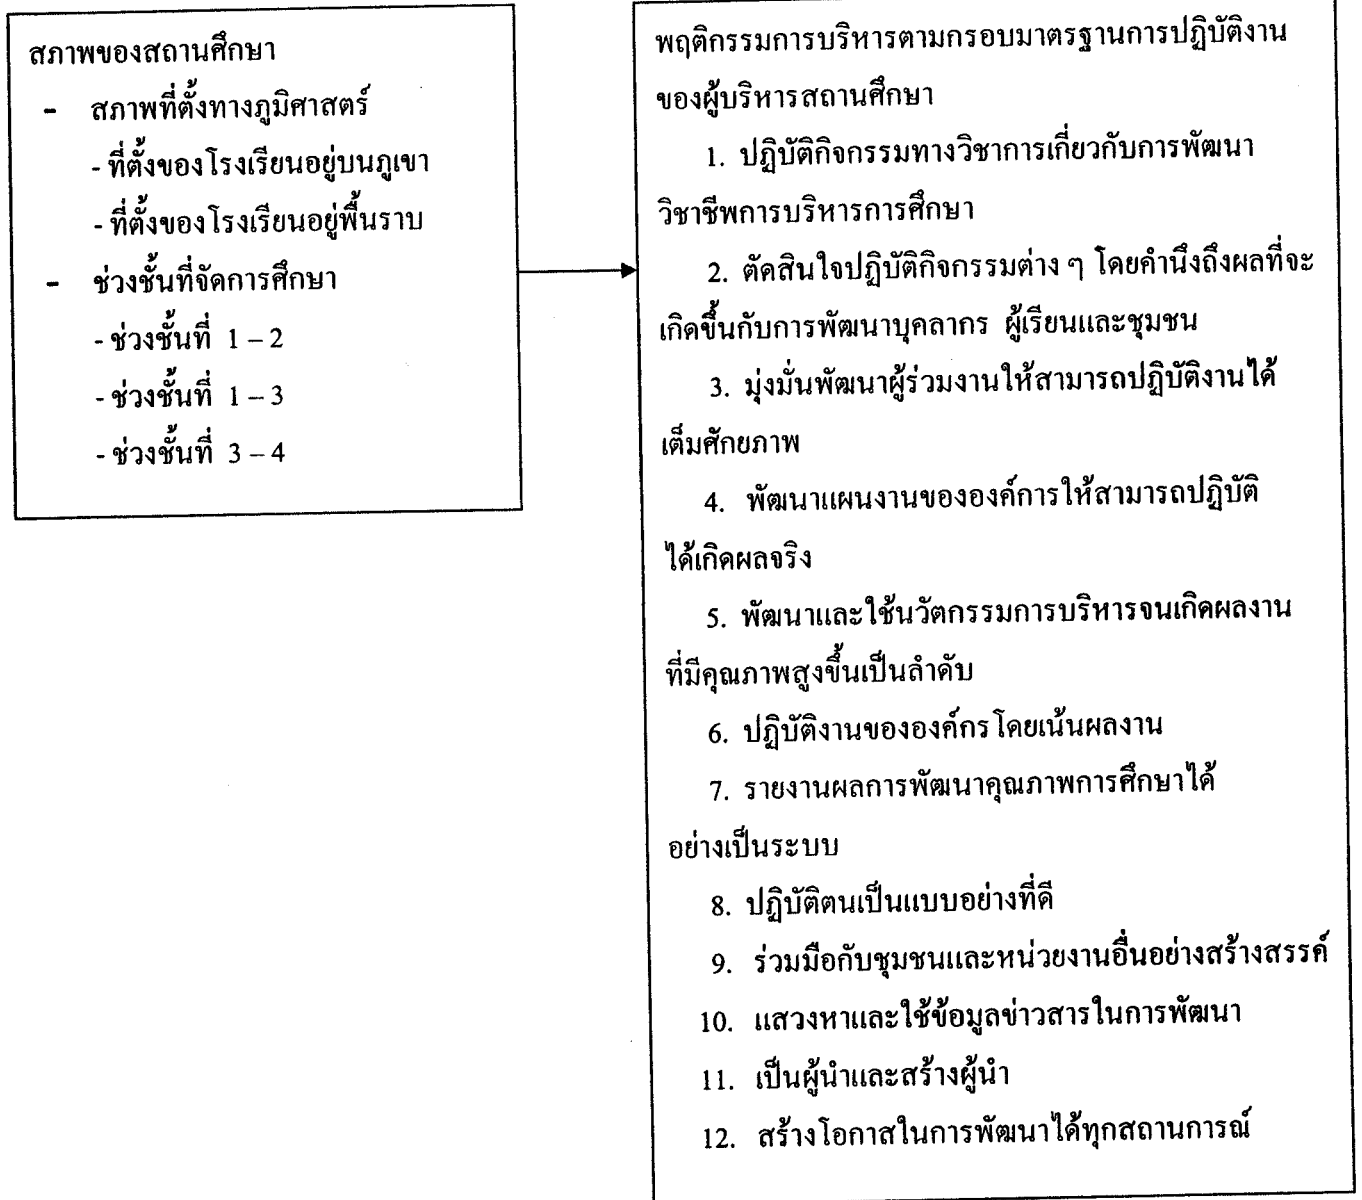 สภาพของสถานศึกษา
- สภาพที่ตั้งทางภูมิศาสตร์
- ที่ตั้งของโรงเรียนอยู่บนภูเขา
- ที่ตั้งของโรงเรียนอยู่พื้นราบ
- ช่วงชั้นที่จัดการศึกษา
- ช่วงชั้นที่ 1 – 2
- ช่วงชั้นที่ 1 – 3
- ช่วงชั้นที่ 3 – 4
พฤติกรรมการบริหารตามกรอบมาตรฐานการปฏิบัติงาน
ของผู้บริหารสถานศึกษา
1. ปฏิบัติกิจกรรมทางวิชาการเกี่ยวกับการพัฒนา
วิชาชีพการบริหารการศึกษา
2. ตัดสินใจปฏิบัติกิจกรรมต่าง ๆ โดยคำนึงถึงผลที่จะ
เกิดขึ้นกับการพัฒนาบุคลากร ผู้เรียนและชุมชน
3. มุ่งมั่นพัฒนาผู้ร่วมงานให้สามารถปฏิบัติงานได้
เต็มศักยภาพ
4. พัฒนาแผนงานขององค์การให้สามารถปฏิบัติ
ได้เกิดผลจริง
5. พัฒนาและใช้นวัตกรรมการบริหารจนเกิดผลงาน
ที่มีคุณภาพสูงขึ้นเป็นลำดับ
6. ปฏิบัติงานขององค์กรโดยเน้นผลงาน
7. รายงานผลการพัฒนาคุณภาพการศึกษาได้
อย่างเป็นระบบ
8. ปฏิบัติตนเป็นแบบอย่างที่ดี
9. ร่วมมือกับชุมชนและหน่วยงานอื่นอย่างสร้างสรรค์
10. แสวงหาและใช้ข้อมูลข่าวสารในการพัฒนา
11. เป็นผู้นำและสร้างผู้นำ
12. สร้างโอกาสในการพัฒนาได้ทุกสถานการณ์